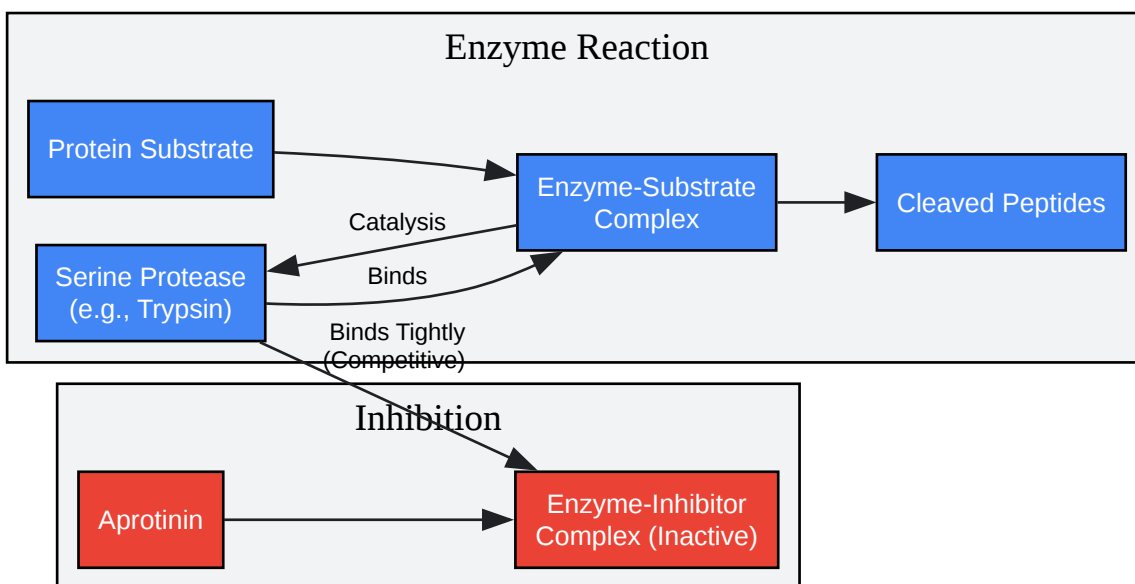 Enzyme Reaction
Protein Substrate
Enzyme-Substrate
Complex
Cleaved Peptides
Catalysis
Serine Protease
(e.g., Trypsin)
Binds
Binds Tightly
(Competitive)
Inhibition
Aprotinin
Enzyme-Inhibitor
Complex (Inactive)